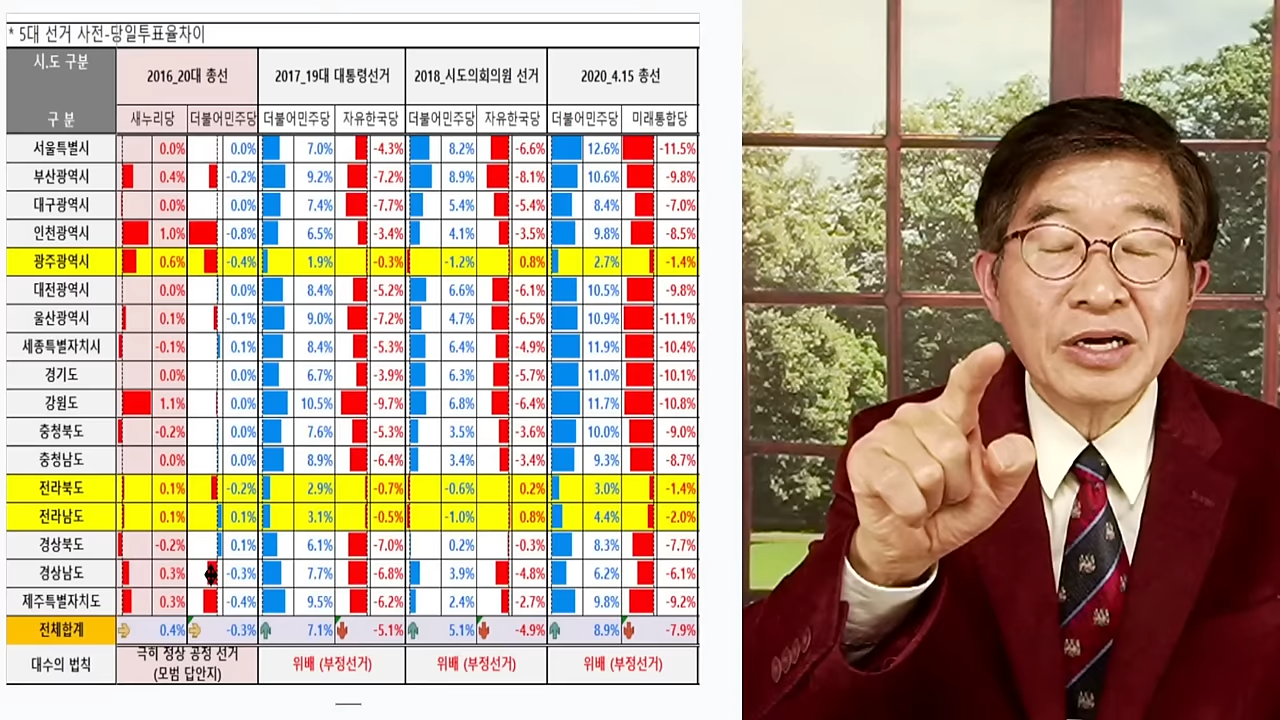 * 5대 선거 사전-당일투표율차이
시.도 구분 2016_20대 총선 2017_19대 대통령선거 2018_시도의회의원 선거 2020_4.15 총선
구 분 새누리당 더불어민주당 더불어민주당 자유한국당 더불어민주당 자유한국당 더불어민주당 미래통합당
서울특별시 0.0% 0.0% 7.0% -4.3% 8.2% -6.6% 12.6% -11.5%
부산광역시 0.4% -0.2% 9.2% -7.2% 8.9% -8.1% 10.6% -9.8%
대구광역시 0.0% 0.0% 7.4% -7.7% 5.4% -5.4% 8.4% -7.0%
인천광역시 1.0% -0.8% 6.5% -3.4% 4.1% -3.5% 9.8% -8.5%
광주광역시 0.6% -0.4% 1.9% -0.3% -1.2% 0.8% 2.7% -1.4%
대전광역시 0.0% 0.0% 8.4% -5.2% 6.6% -6.1% 10.5% -9.8%
울산광역시 0.1% -0.1% 9.0% -7.2% 4.7% -6.5% 10.9% -11.1%
세종특별자치시 -0.1% 0.1% 8.4% -5.3% 6.4% -4.9% 11.9% -10.4%
경기도 0.0% 0.0% 6.7% -3.9% 6.3% -5.7% 11.0% -10.1%
강원도 1.1% 0.0% 10.5% -9.7% 6.8% -6.4% 11.7% -10.8%
충청북도 -0.2% 0.0% 7.6% -5.3% 3.5% -3.6% 10.0% -9.0%
충청남도 0.0% 0.0% 8.9% -6.4% 3.4% -3.4% 9.3% -8.7%
전라북도 0.1% -0.2% 2.9% -0.7% -0.6% 0.2% 3.0% -1.4%
전라남도 0.1% 0.1% 3.1% -0.5% -1.0% 0.8% 4.4% -2.0%
경상북도 -0.2% 0.1% 6.1% -7.0% 0.2% -0.3% 8.3% -7.7%
경상남도 0.3% -0.3% 7.7% -6.8% 3.9% -4.8% 6.2% -6.1%
제주특별자치도 0.3% -0.4% 9.5% -6.2% 2.4% -2.7% 9.8% -9.2%
전체합계 0.4% -0.3% 7.1% -5.1% 5.1% -4.9% 8.9% -7.9%
대수의 법칙 극히 정상 공정 선거 위배 (부정선거) 위배 (부정선거) 위배 (부정선거)
(모범 답안지)